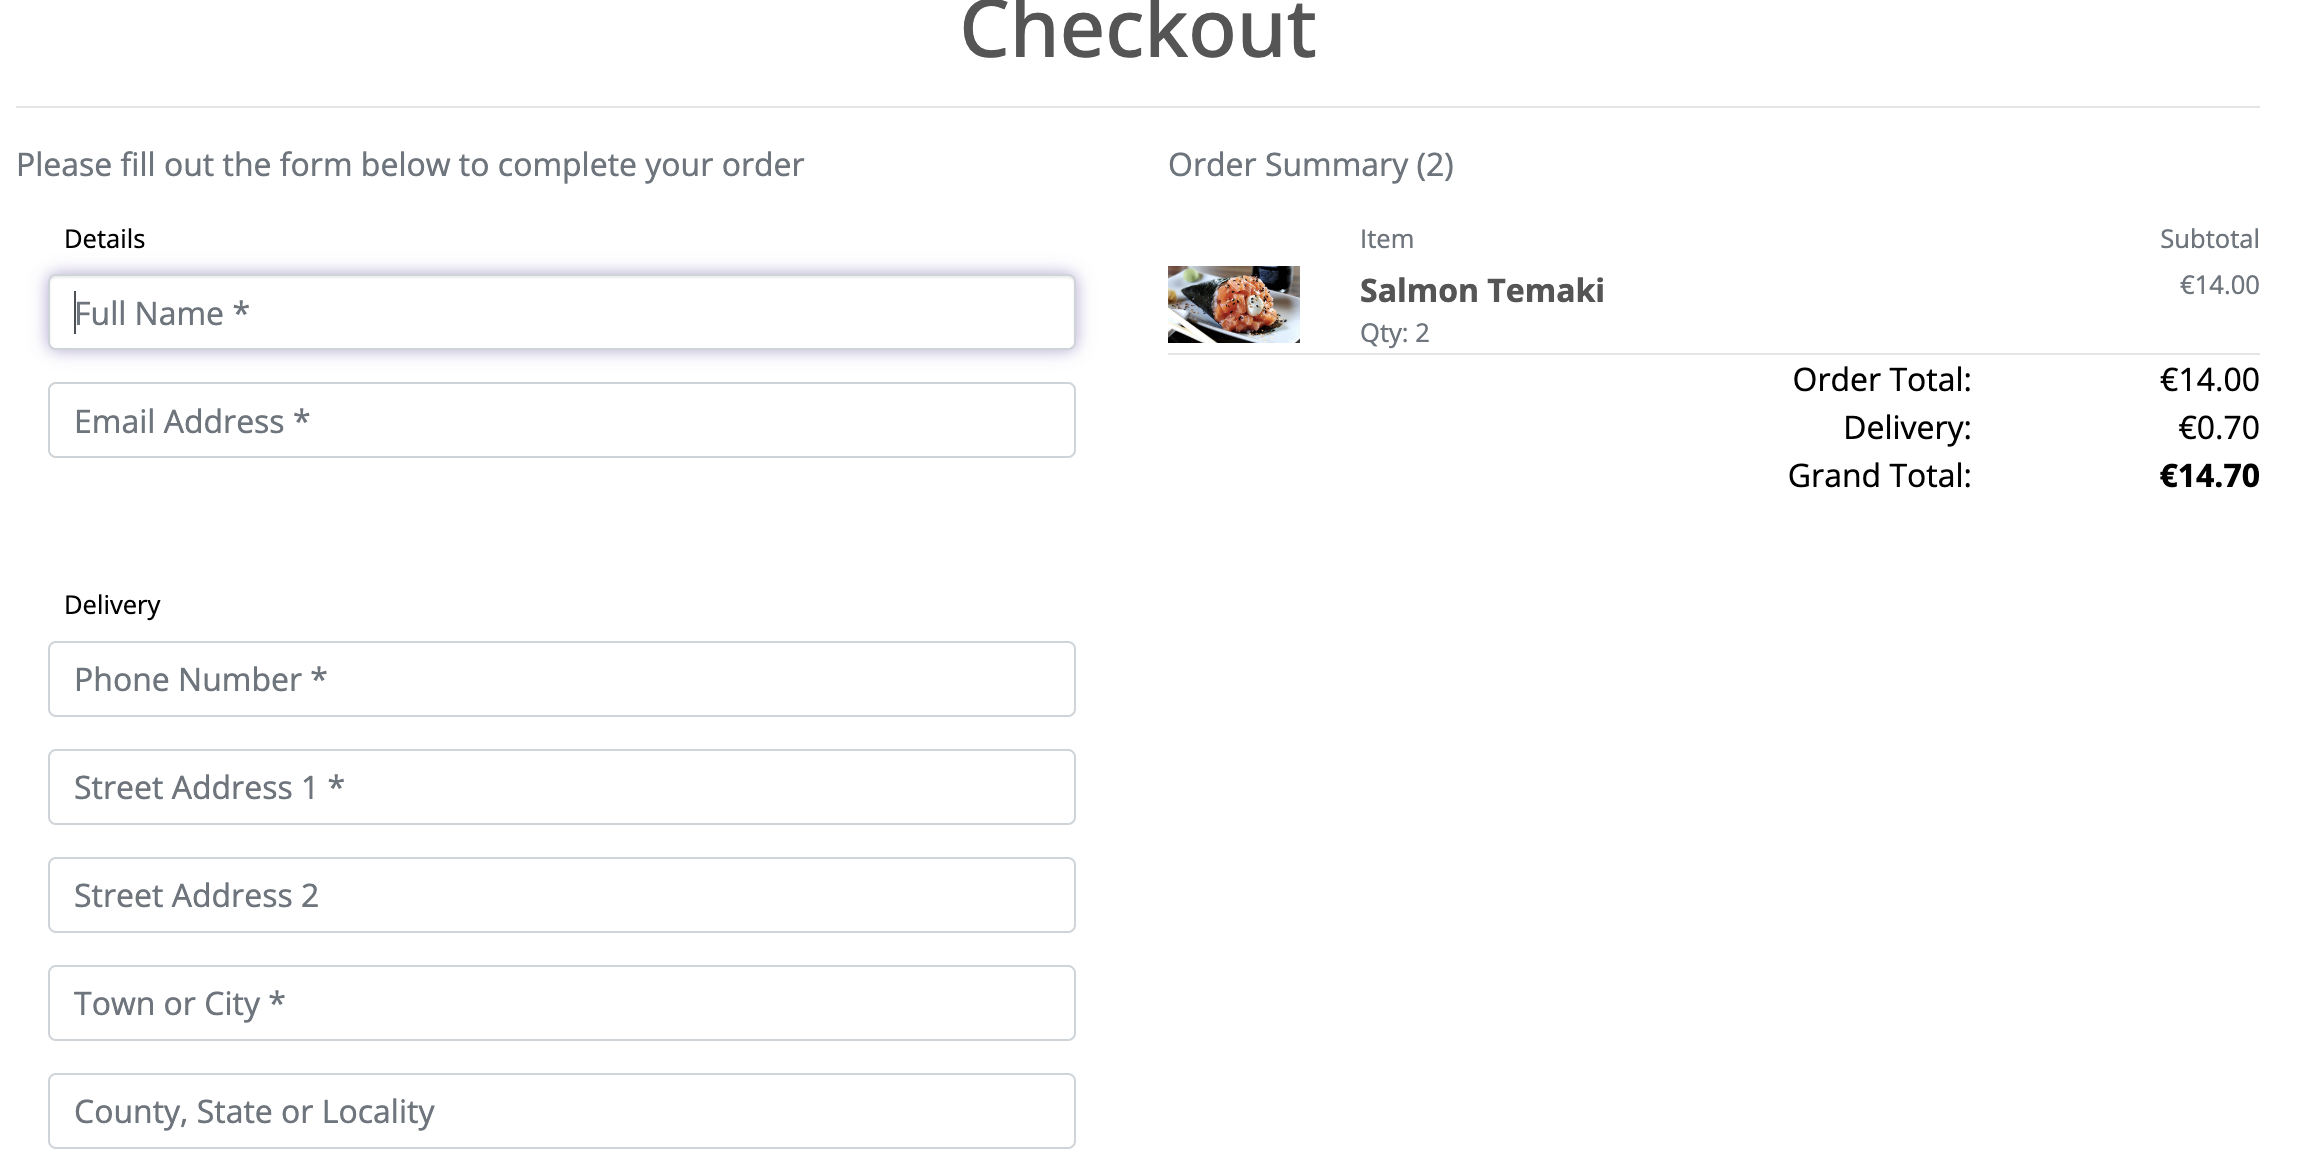 Checkout
Please fill out the form below to complete your order
Details
Full Name *
Email Address *
Delivery
Phone Number *
Street Address 1 *
Street Address 2
Town or City *
County, State or Locality
Order Summary (2)
Item Subtotal
Salmon Temaki €14.00
Qty: 2
Order Total: €14.00
Delivery: €0.70
Grand Total: €14.70